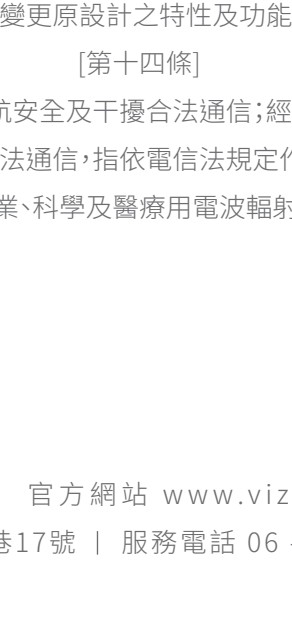 變更原設計之特性及功能
[第十四條]
航安全及干擾合法通信;經
法通信,指依電信法規定作
業、科學及醫療用電波輻射
官方網站 www.viz
巷17號 | 服務電話 06